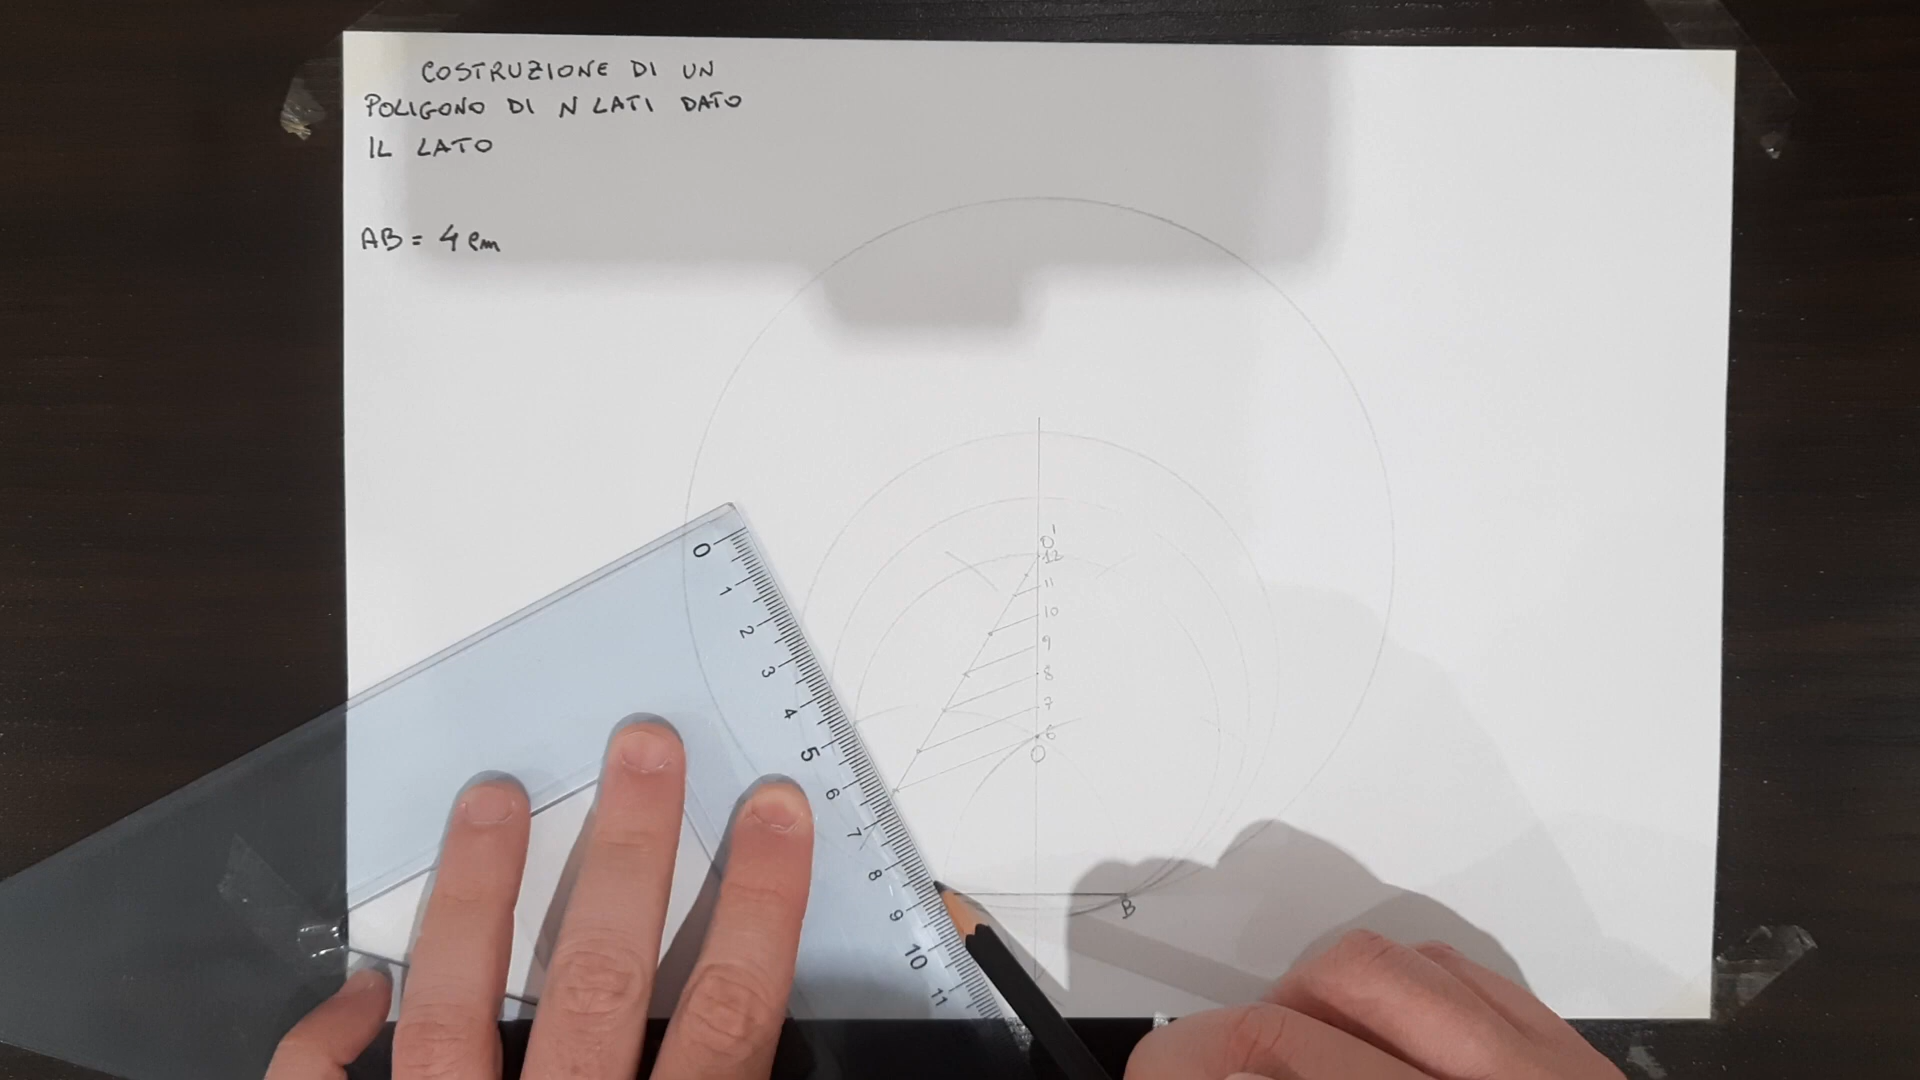 COSTRUZIONE DI UN
POLIGONO DI N LATI DATO
IL LATO
AB = 4 cm
O'
12
11
10
9
8
7
6
O
B
0
1
2
3
4
5
6
7
8
9
10
11